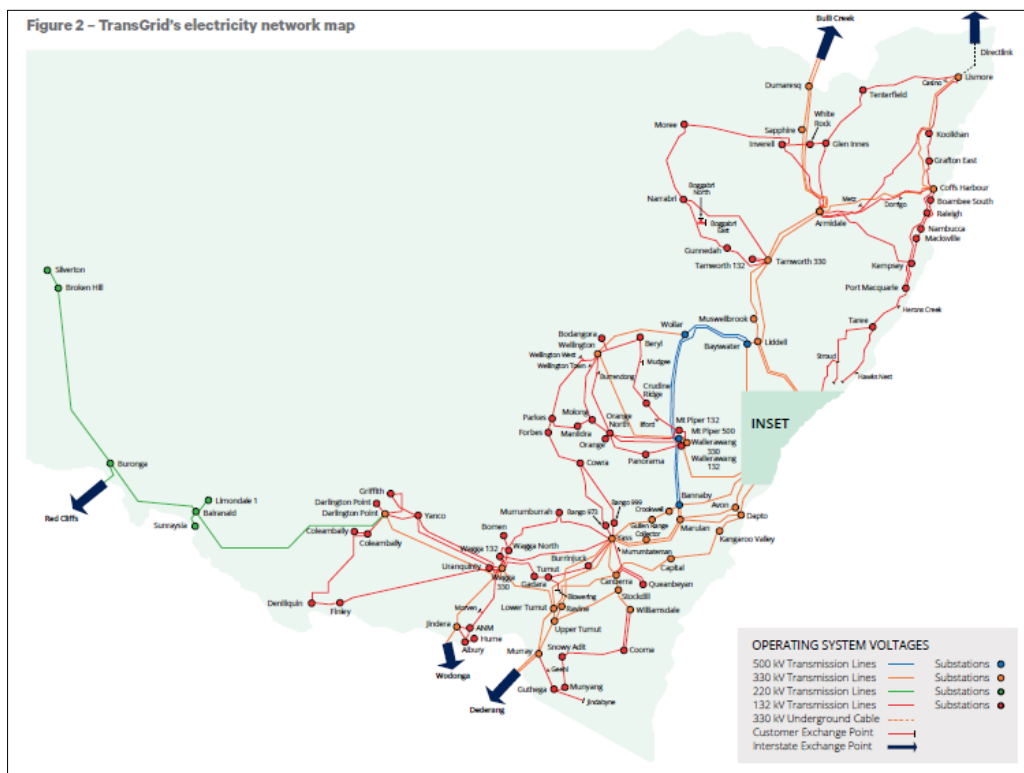 Figure 2 – TransGrid's electricity network map
Bulli Creek
Directlink
Dumaresq
Casino
Lismore
Tenterfield
White
Rock
Sapphire
Moree
Inverell
Glen Innes
Koolkhan
Grafton East
Boggabri
North
Metz
Coffs Harbour
Narrabri
Dorrigo
Boambee South
Boggabri
East
Armidale
Raleigh
Nambucca
Macksville
Gunnedah
Tamworth 132
Tamworth 330
Kempsey
Silverton
Broken Hill
Port Macquarie
Herons Creek
Muswellbrook
Taree
Wollar
Bodangora
Wellington
Beryl
Bayswater
Liddell
Wellington West
Wellington Town
Mudgee
Stroud
Burrendong
Hawks Nest
Crudine
Ridge
Parkes
Molong
Orange
North
Ilford
Mt Piper 132
Mt Piper 500
INSET
Forbes
Manildra
Orange
Wallerawang
330
Wallerawang
132
Panorama
Cowra
Buronga
Griffith
Darlington Point
Bannaby
Red Cliffs
Limondale 1
Balranald
Darlington Point
Yanco
Murrumburrah
Bango 973
Bango 999
Crookwell
Avon
Dapto
Sunraysia
Gullen Range
Collector
Marulan
Bomen
Coleambally
Coleambally
Wagga 132
Wagga North
Yass
Kangaroo Valley
Murrumbateman
Uranquinty
Burrinjuck
Capital
Wagga
330
Tumut
Gadara
Canberra
Queanbeyan
Deniliquin
Finley
Blowering
Stockdill
Morven
Lower Tumut
Ravine
Williamsdale
Jindera
ANM
Upper Tumut
Hume
Albury
Murray
Snowy Adit
Cooma
Wodonga
Geehi
Guthega
Munyang
Jindabyne
Dederang
OPERATING SYSTEM VOLTAGES
500 kV Transmission Lines Substations
330 kV Transmission Lines Substations
220 kV Transmission Lines Substations
132 kV Transmission Lines Substations
330 kV Underground Cable
Customer Exchange Point
Interstate Exchange Point